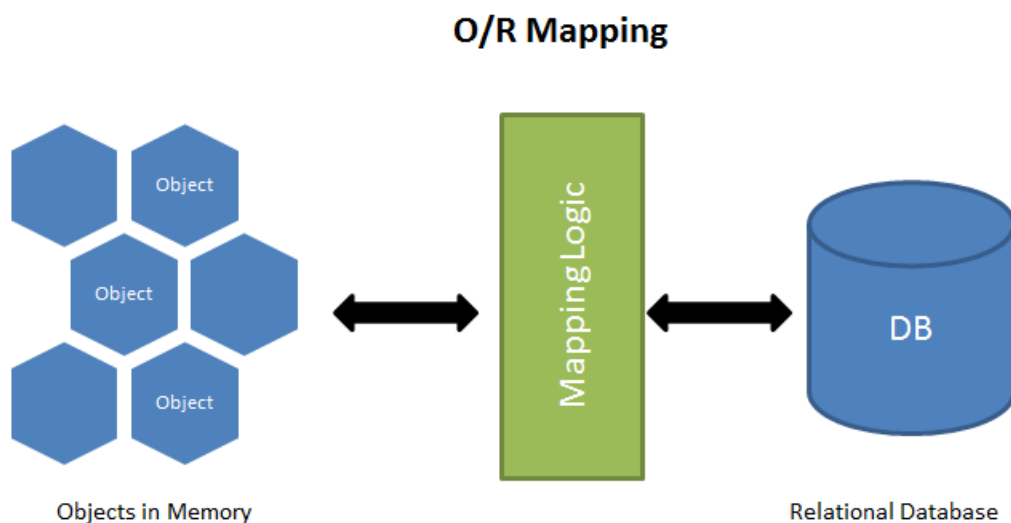 O/R Mapping
Object
Object
Object
Mapping Logic
DB
Objects in Memory
Relational Database